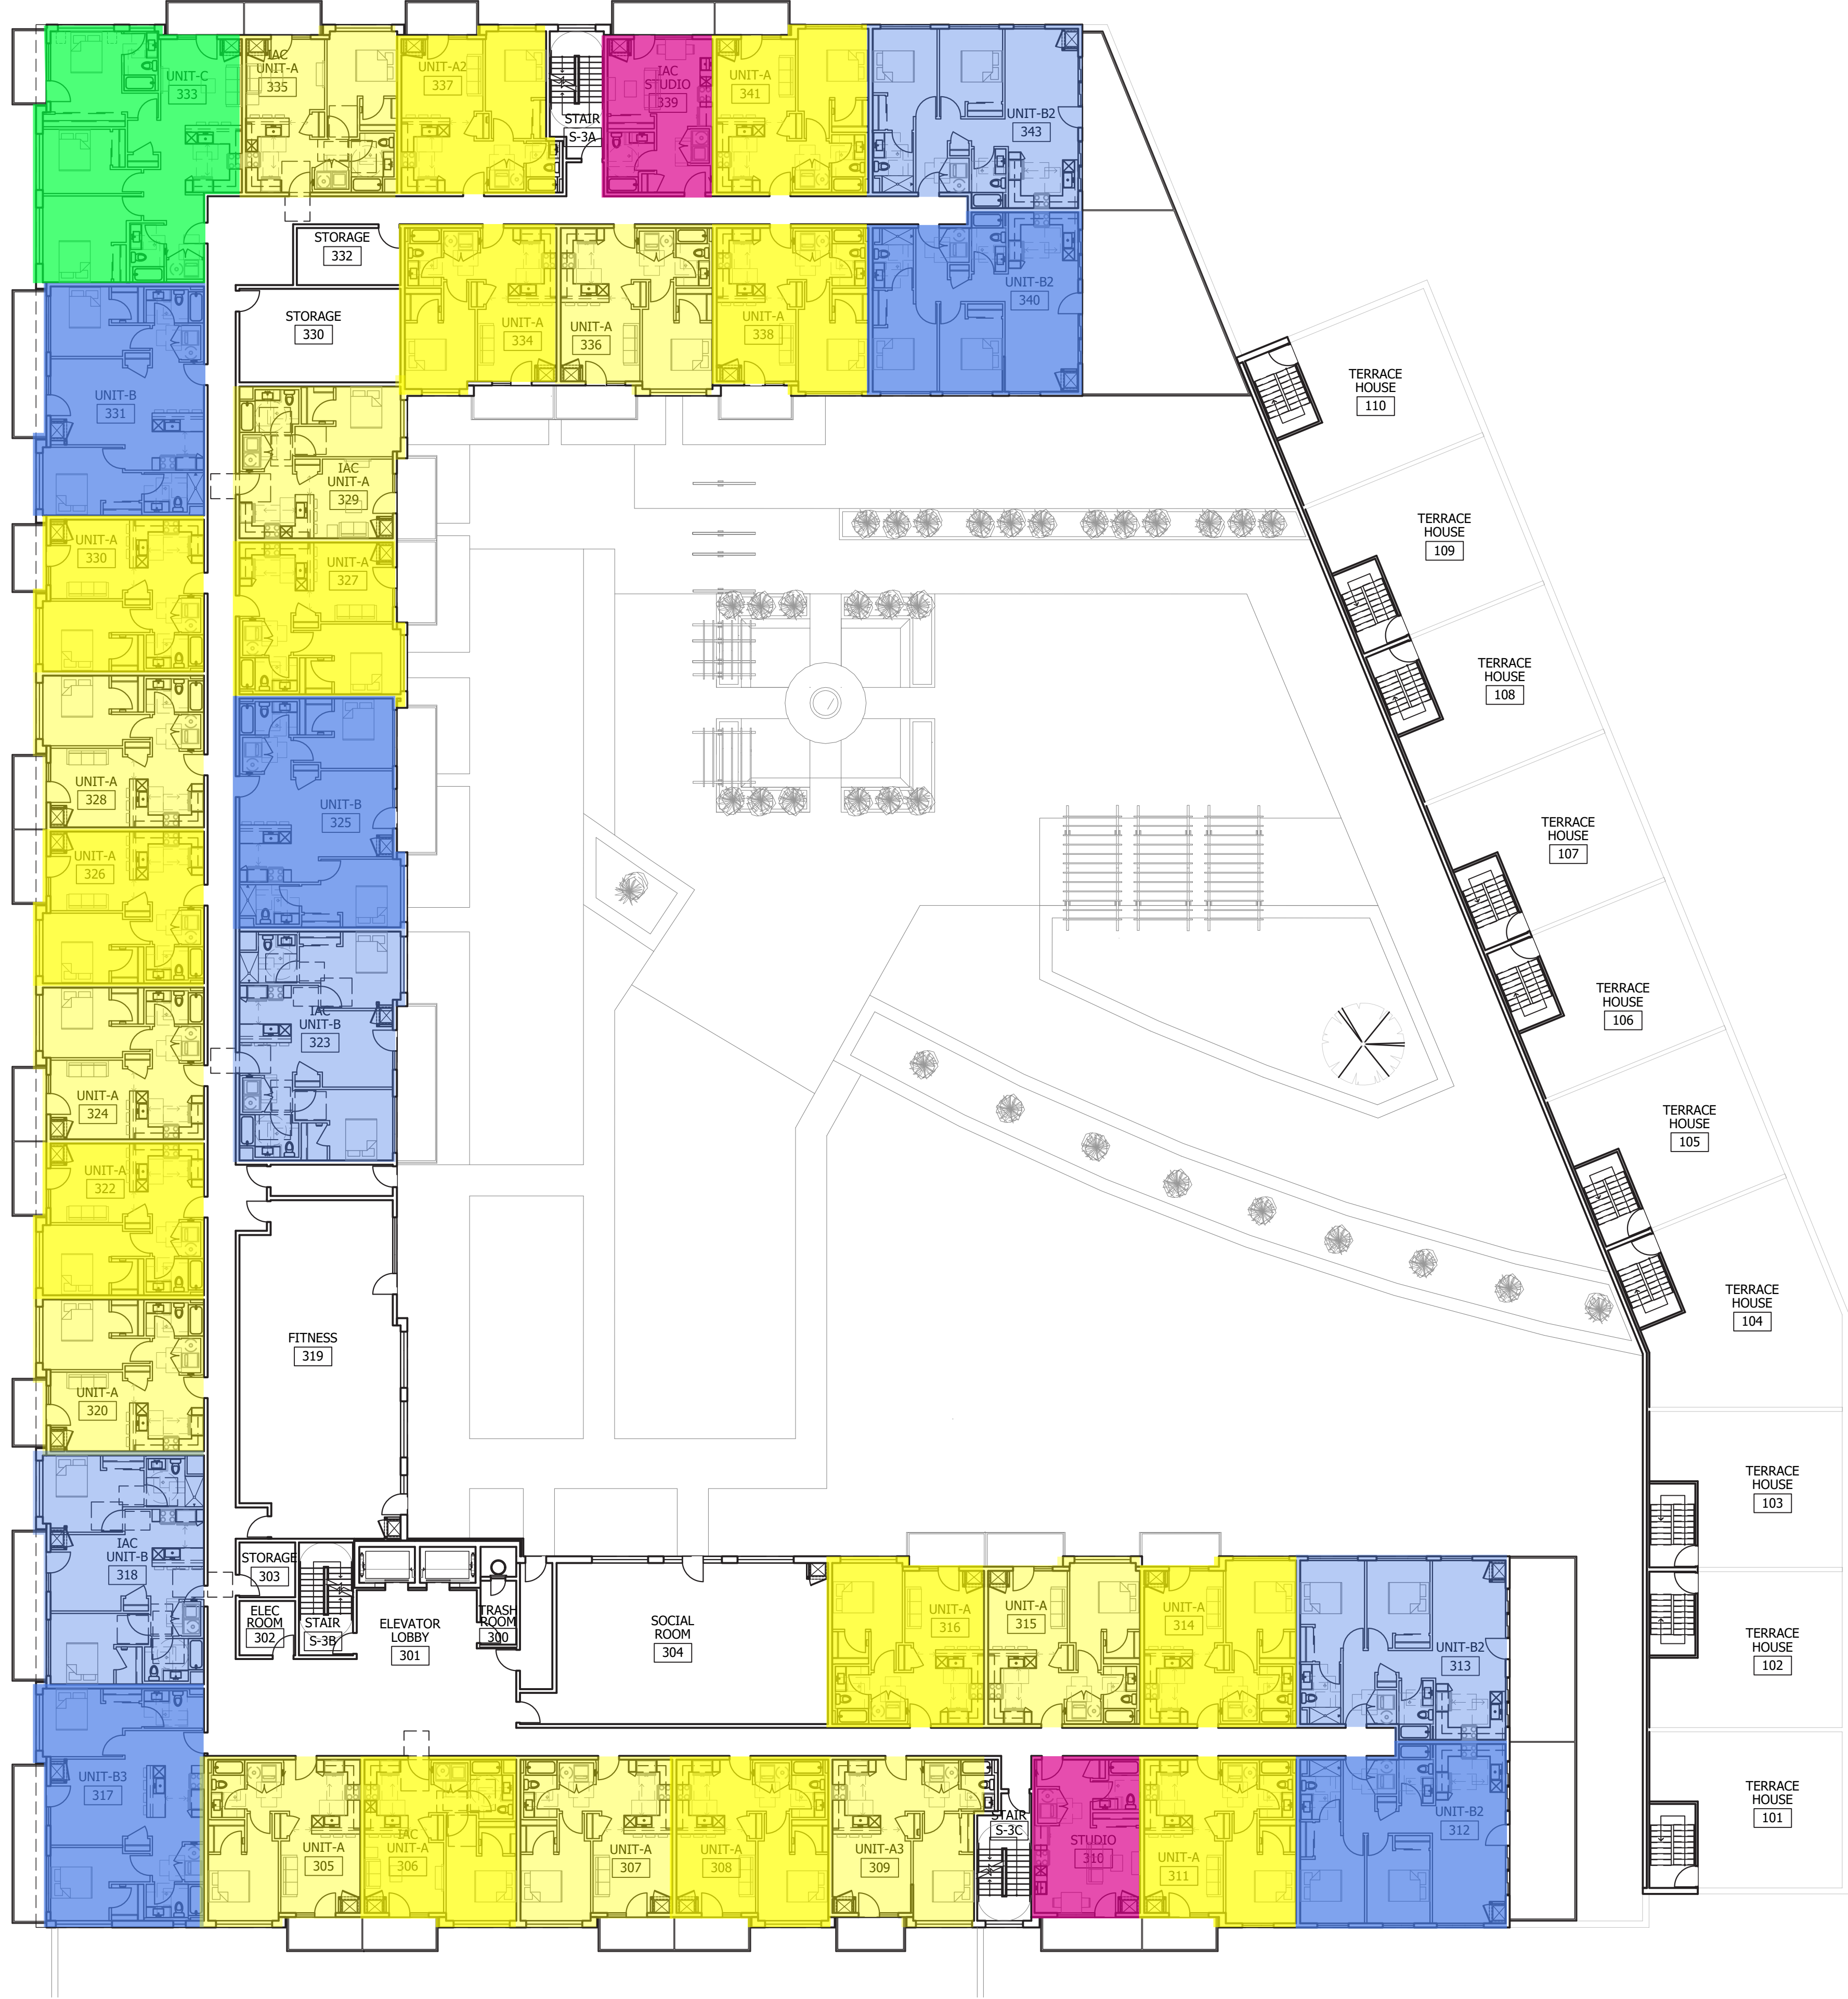 UNIT-C
333
IAC
UNIT-A
335
UNIT-A2
337
STAIR
S-3A
IAC
STUDIO
339
UNIT-A
341
UNIT-B2
343
STORAGE
332
STORAGE
330
UNIT-A
334
UNIT-A
336
UNIT-A
338
UNIT-B2
340
UNIT-B
331
IAC
UNIT-A
329
UNIT-A
330
UNIT-A
327
UNIT-A
328
UNIT-B
325
UNIT-A
326
IAC
UNIT-B
323
UNIT-A
324
UNIT-A
322
FITNESS
319
UNIT-A
320
IAC
UNIT-B
318
STORAGE
303
ELEC
ROOM
302
STAIR
S-3B
ELEVATOR
LOBBY
301
TRASH
ROOM
300
SOCIAL
ROOM
304
UNIT-A
316
UNIT-A
315
UNIT-A
314
UNIT-B2
313
UNIT-B3
317
UNIT-A
305
IAC
UNIT-A
306
UNIT-A
307
UNIT-A
308
UNIT-A3
309
STAIR
S-3C
STUDIO
310
UNIT-A
311
UNIT-B2
312
TERRACE
HOUSE
110
TERRACE
HOUSE
109
TERRACE
HOUSE
108
TERRACE
HOUSE
107
TERRACE
HOUSE
106
TERRACE
HOUSE
105
TERRACE
HOUSE
104
TERRACE
HOUSE
103
TERRACE
HOUSE
102
TERRACE
HOUSE
101